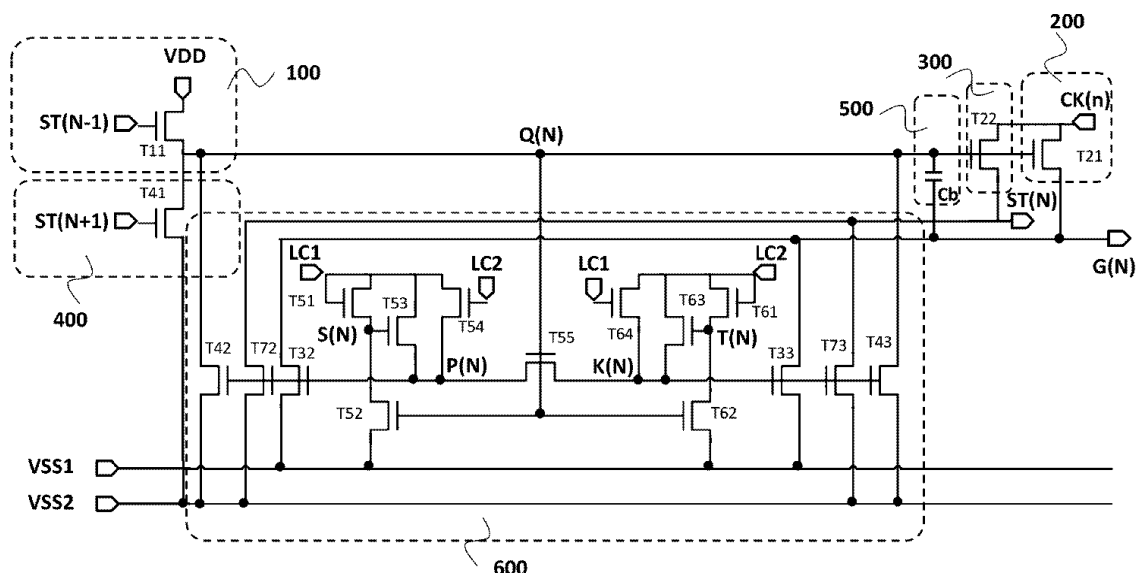 200
VDD
100
300
CK(n)
500
T22
ST(N-1)
Q(N)
T11
T21
T41
Cb
ST(N)
ST(N+1)
LC1
LC2
LC1
LC2
G(N)
T51
T53
T63
T61
400
S(N)
T54
T64
T(N)
T55
T42
T72
T32
P(N)
K(N)
T33
T73
T43
T52
T62
VSS1
VSS2
600